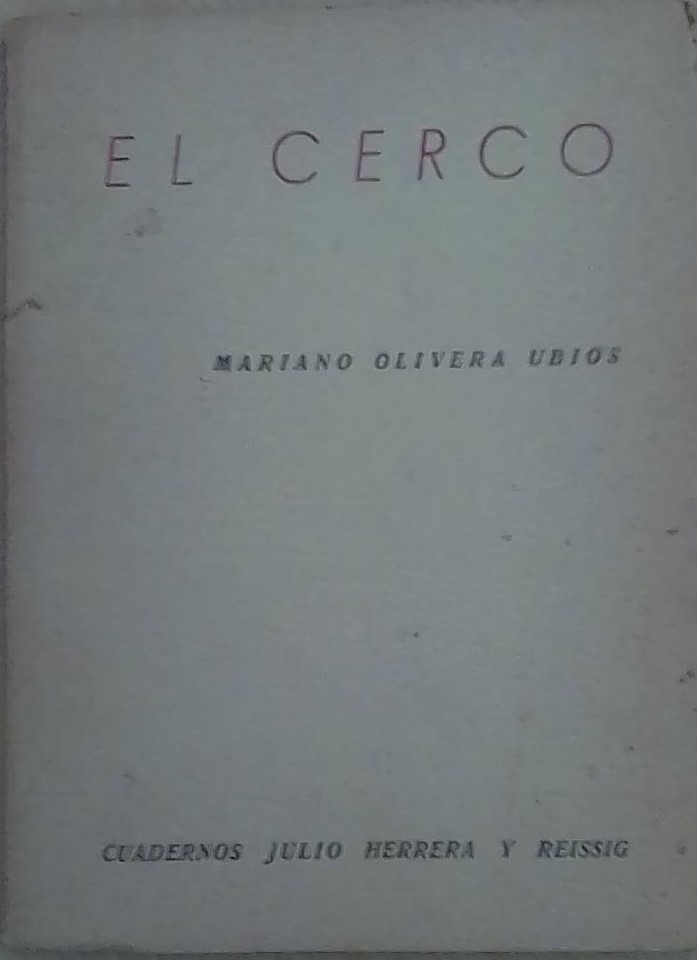 EL CERCO
MARIANO OLIVERA UBIOS
CUADERNOS JULIO HERRERA Y REISSIG